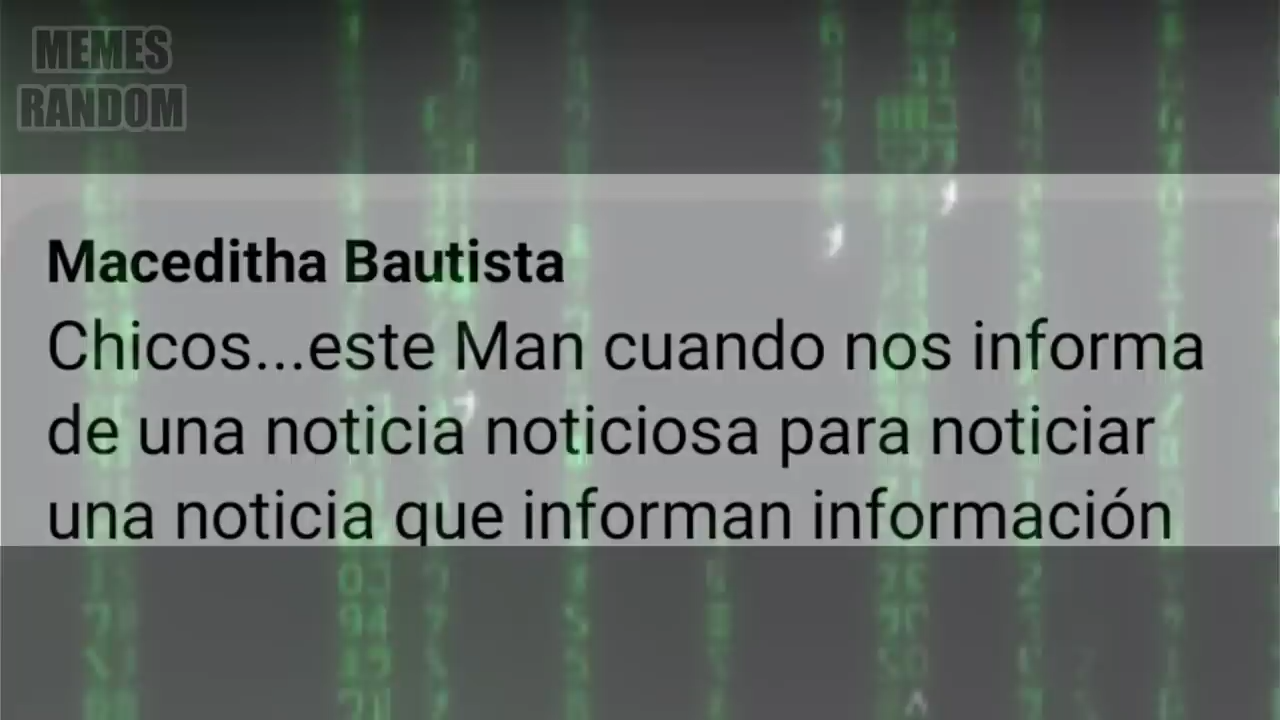 MEMES
RANDOM
Maceditha Bautista
Chicos...este Man cuando nos informa
de una noticia noticiosa para noticiar
una noticia que informan información